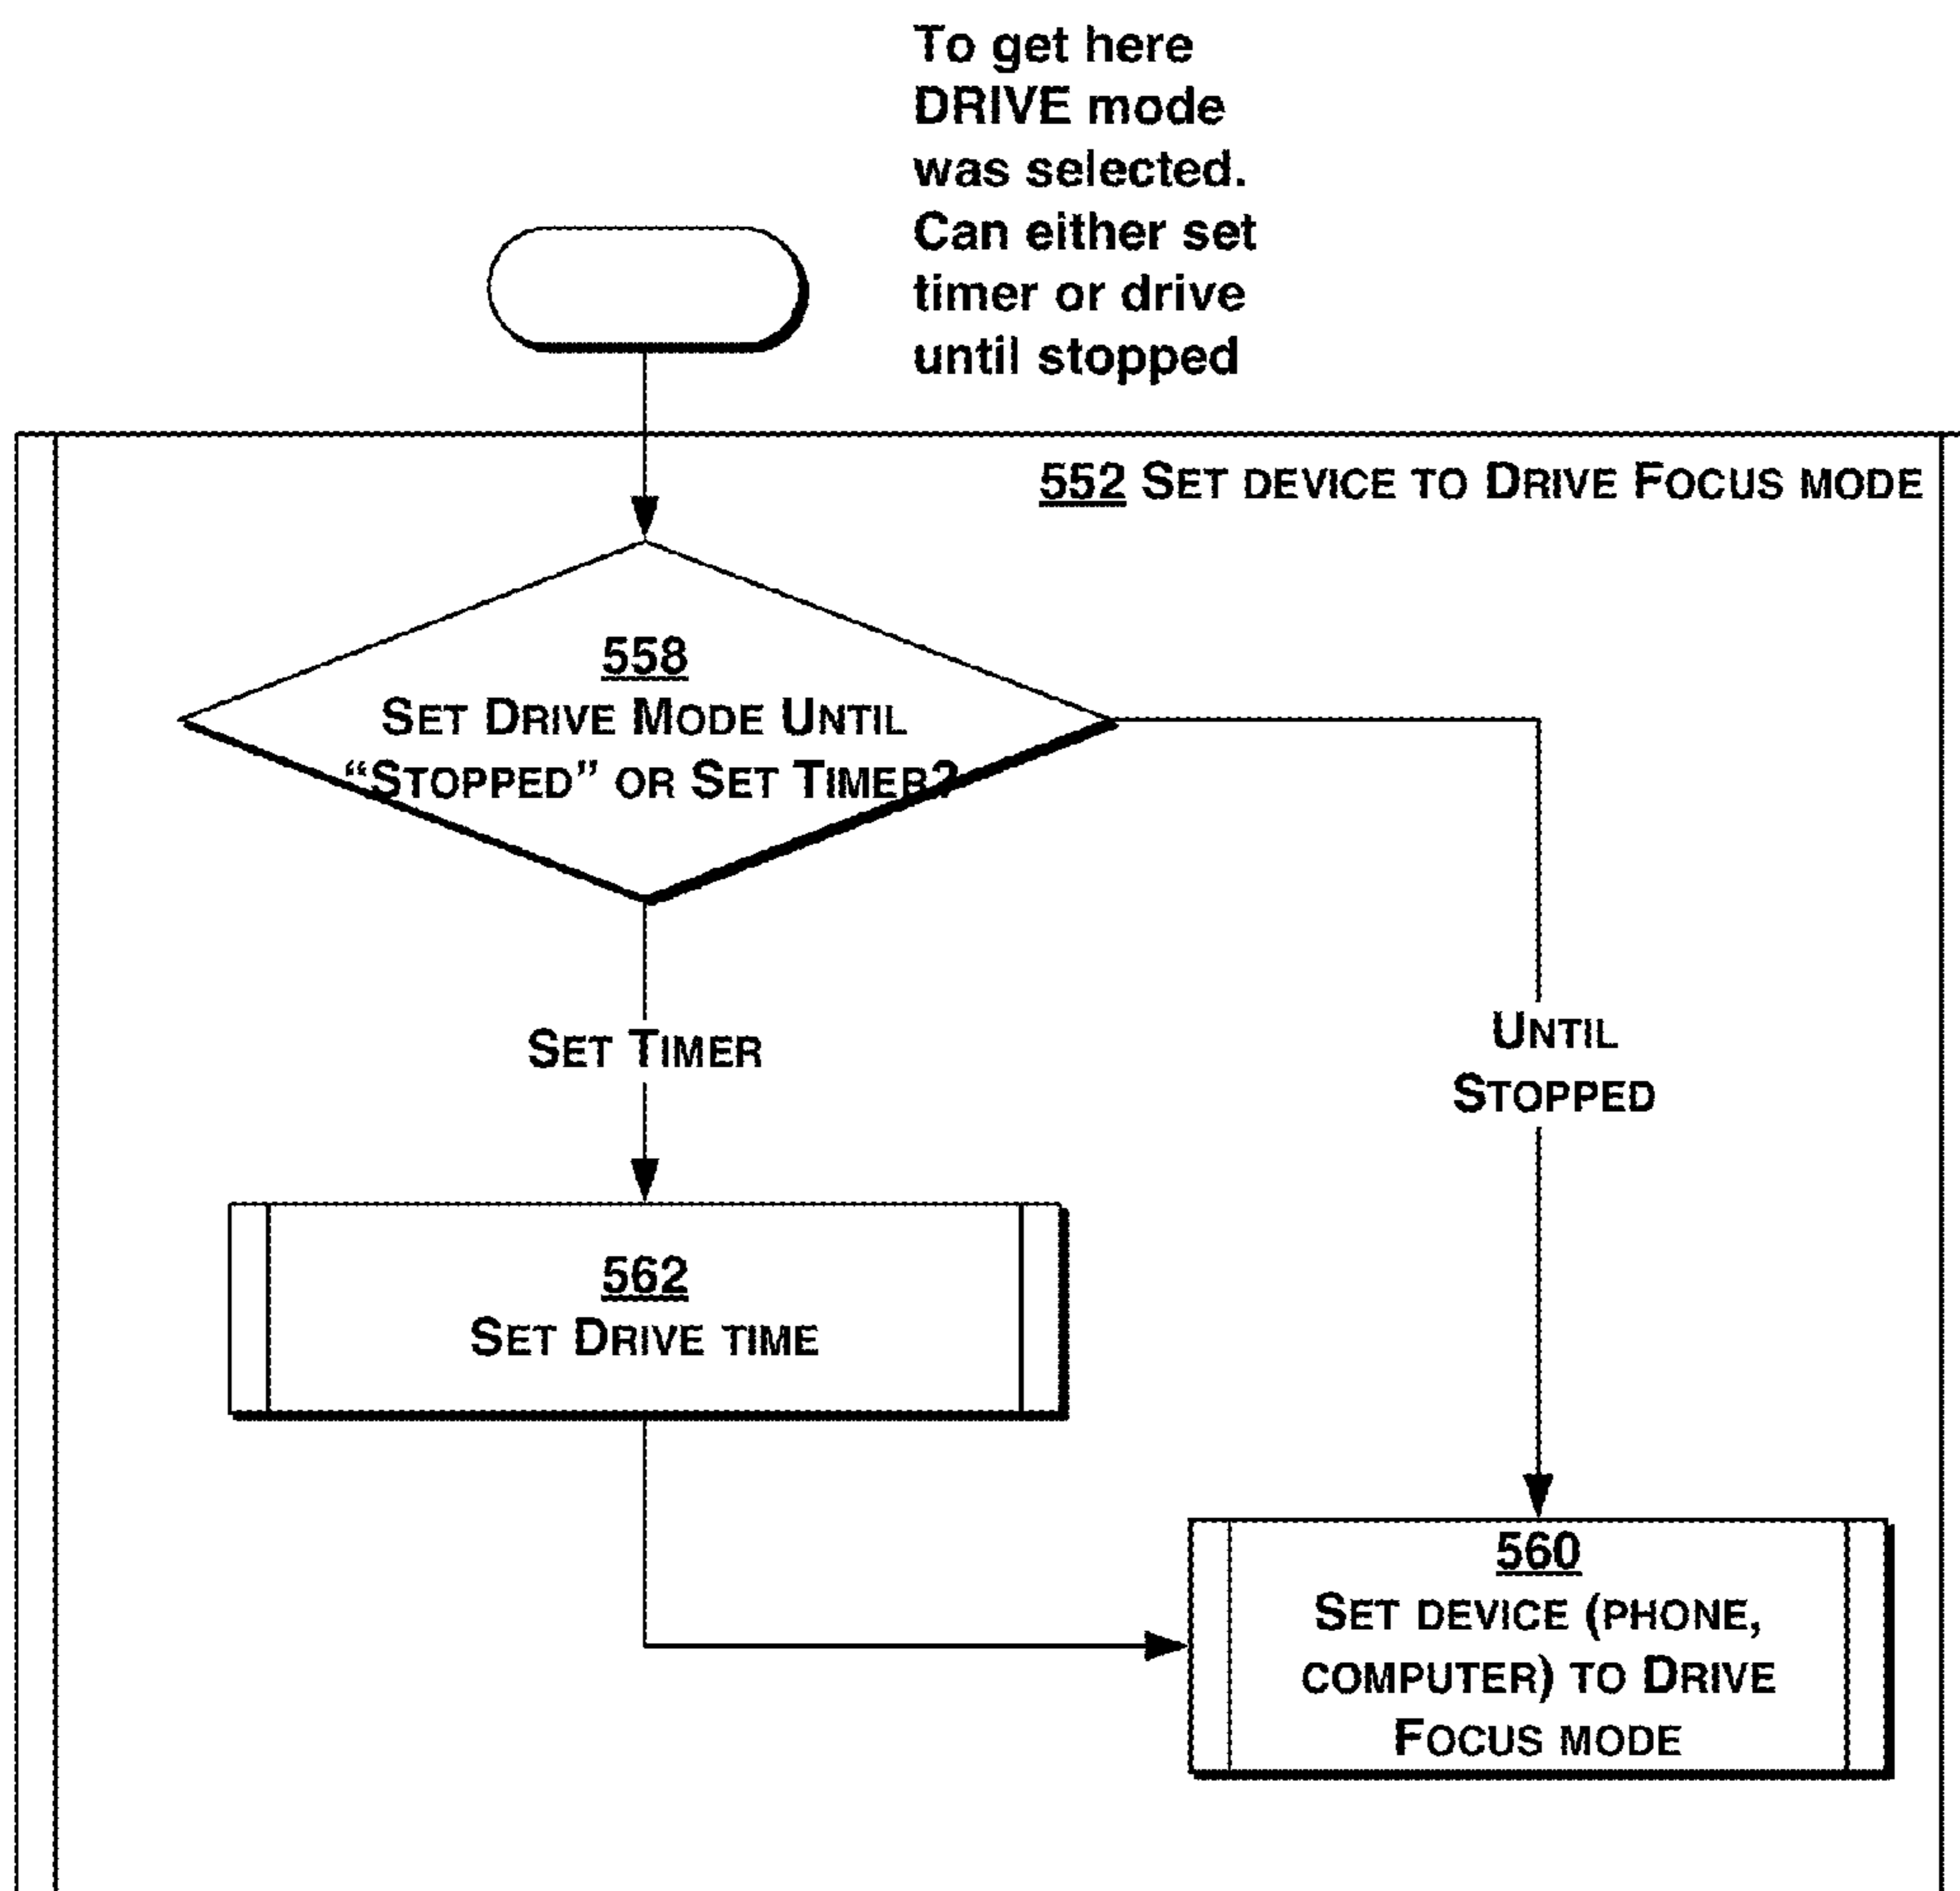 To get here
DRIVE mode
was selected.
Can either set
timer or drive
until stopped
552 Set device to Drive Focus mode
558
Set Drive Mode Until
“Stopped” or Set Timer?
Set Timer
Until
Stopped
562
Set Drive time
560
Set device (phone,
computer) to Drive
Focus mode